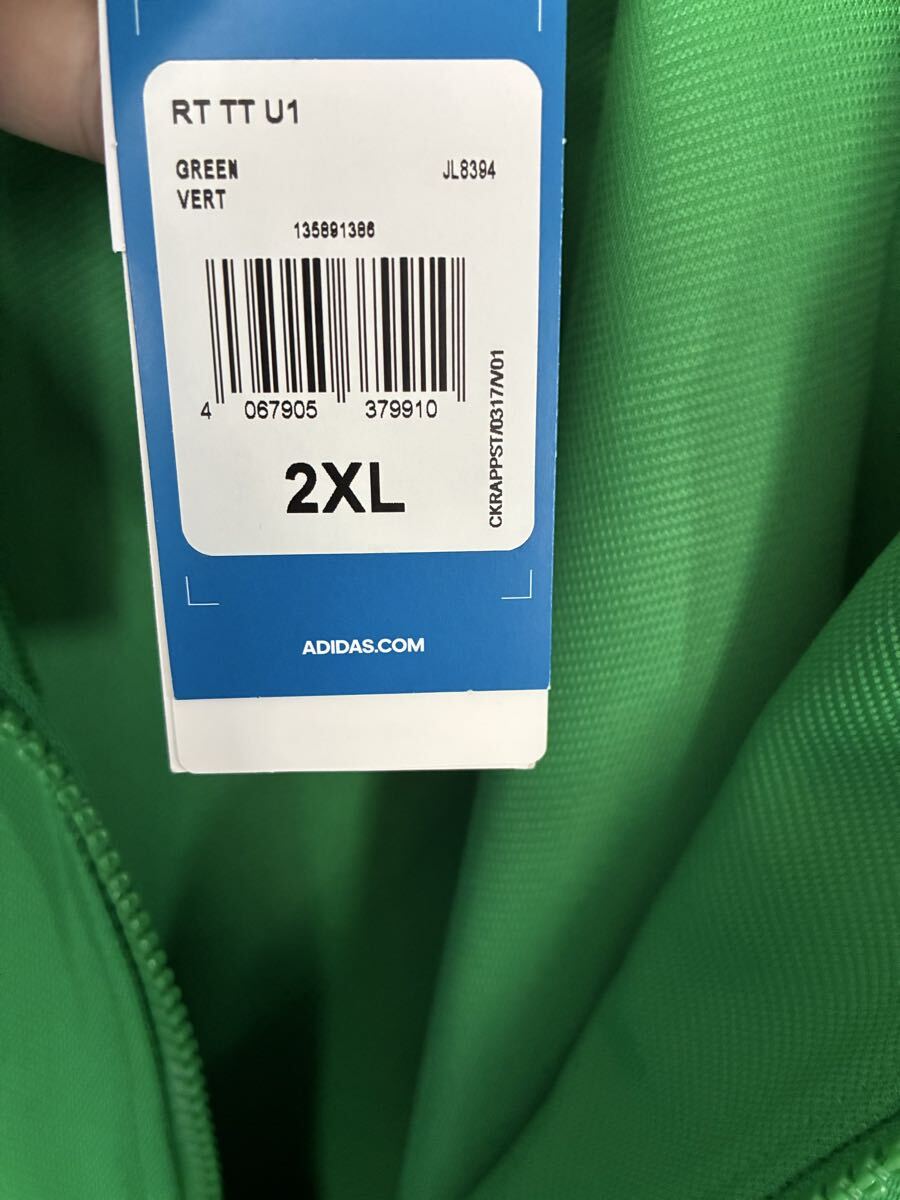 RT TT U1
GREEN JL8394
VERT
135891386
4 067905 379910
2XL
CKRAPPST/0317/V01
ADIDAS.COM